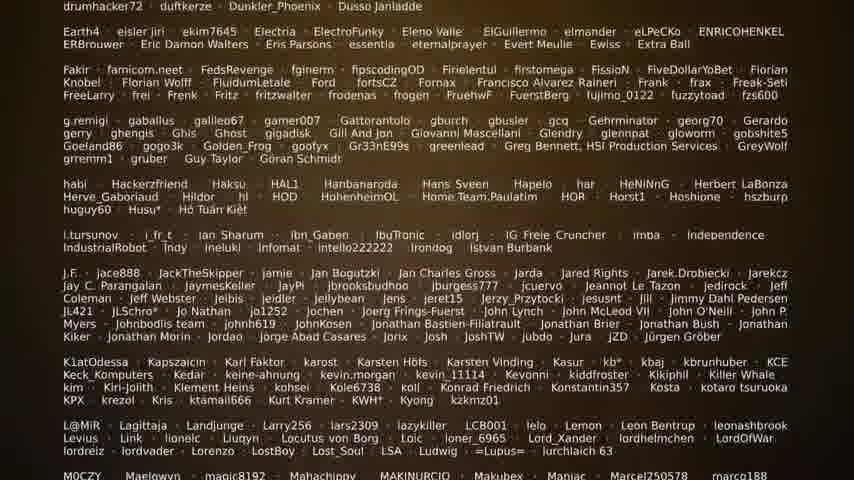 drumhacker72 · duftkerze · Dunkler_Phoenix · Dusso Janladde
Earth4 · eisler jiri · ekim7645 · Electria · ElectroFunky · Eleno Valle · ElGuillermo · elmander · eLPeCKo · ENRICOHENKEL
ERBrouwer · Eric Damon Walters · Eris Parsons · essentia · eternalprayer · Evert Meulie · Ewiss · Extra Ball
Fakir · famicom.neet · FedsRevenge · fginerm · fipscodingOD · Firielentul · firstomega · FissioN · FiveDollarYoBet · Florian
Knobel · Florian Wolff · FluidumLetale · Ford · fortsCZ · Fornax · Francisco Alvarez Raineri · Frank · frax · Freak-Seti
FreeLarry · frei · Frenk · Fritz · fritzwalter · frodenas · frogen · FruehwF · FuerstBerg · fujimo_0122 · fuzzytoad · fzs600
g.remigi · gaballus · galileo67 · gamer007 · Gattorantolo · gburch · gbusler · gcq · Gehrminator · georg70 · Gerardo
gerry · ghengis · Ghis · Ghost · gigadisk · Gill And Jon · Giovanni Mascellani · Glendry · glennpat · gloworm · gobshite5
Goeland86 · gogo3k · Golden_Frog · goofyx · Gr33nE99s · greenlead · Greg Bennett, HSI Production Services · GreyWolf
grremm1 · gruber · Guy Taylor · Göran Schmidt
habi · Hackerzfriend · Haksu · HAL1 · Hanbanaroda · Hans Sveen · Hapelo · har · HeNiNnG · Herbert LaBonza
Herve_Gaboriaud · Hildor · hl · HOD · HohenheimOL · Home.Team.Paulatim · HOR · Horst1 · Hoshione · hszburp
huguy60 · Husu* · Hồ Tuấn Kiệt
I.tursunov · i_fr_t · Ian Sharum · ibn_Gaben · IbuTronic · idlorj · IG Freie Cruncher · imba · Independence
IndustrialRobot · Indy · ineluki · Infomat · intello222222 · Irondog · Istvan Burbank
J.F. · Jace888 · JackTheSkipper · jamie · Jan Bogutzki · Jan Charles Gross · Jarda · Jared Rights · Jarek.Drobiecki · Jarekcz
Jay C. Parangalan · JaymesKeller · JayPi · jbrooksbudhoo · jburgess777 · jcuervo · Jeannot Le Tazon · jedirock · Jeff
Coleman · Jeff Webster · Jeibis · jeidler · Jellybean · Jens · jeret15 · Jerzy_Przytocki · jesusnt · Jill · Jimmy Dahl Pedersen
JL421 · JLSchro* · Jo Nathan · jo1252 · Jochen · Joerg Frings-Fuerst · John Lynch · John McLeod VII · John O'Neill · John P.
Myers · Johnbodlis team · johnh619 · JohnKosen · Jonathan Bastien-Filiatrault · Jonathan Brier · Jonathan Bush · Jonathan
Kiker · Jonathan Morin · Jordao · Jorge Abad Casares · Jorix · Josh · JoshTW · jubdo · Jura · JZD · Jürgen Gröber
K1atOdessa · Kapszaicin · Karl Faktor · karost · Karsten Höfs · Karsten Vinding · Kasur · kb* · kbaj · kbrunhuber · KCE
Keck_Komputers · Kedar · keine-ahnung · kevin.morgan · kevin_11114 · Kevonni · kiddfroster · Kikiphil · Killer Whale
kim · Kiri-Jolith · Klement Heins · kohsei · Kole6738 · koll · Konrad Friedrich · Konstantin357 · Kosta · kotaro tsuruoka
KPX · krezol · Kris · ktamail666 · Kurt Kramer · KWH† · Kyong · kzkmz01
L@MiR · Lagittaja · Landjunge · Larry256 · lars2309 · lazykiller · LCB001 · lelo · Lemon · Leon Bentrup · leonashbrook
Levius · Link · lionelc · Liuqyn · Locutus von Borg · Loic · loner_6965 · Lord_Xander · lordhelmchen · LordOfWar
lordreiz · lordvader · Lorenzo · LostBoy · Lost_Soul · LSA · Ludwig · =Lupus= · lurchlaich 63
M0CZY · Maelgwyn · magic8192 · Mahachippy · MAKINURCIO · Makubex · Maniac · Marcel250578 · marco188